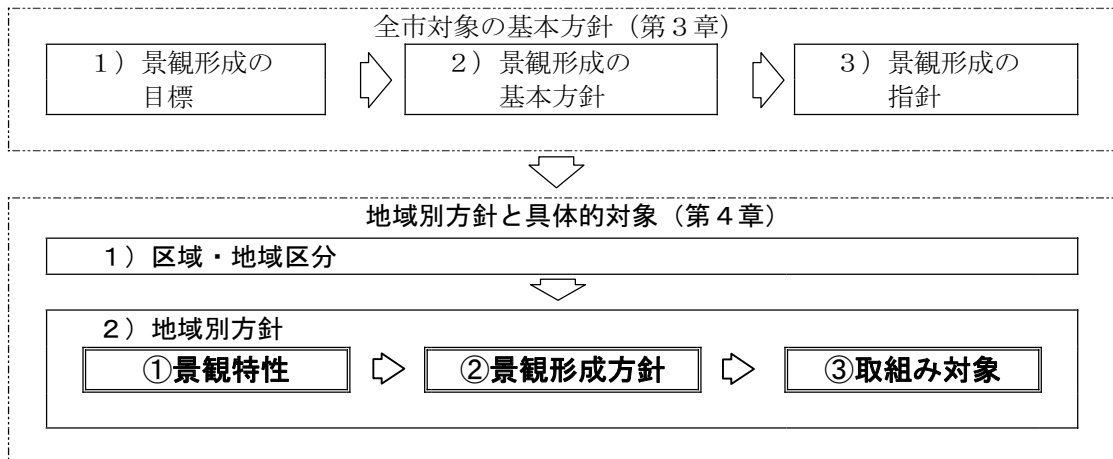 全市対象の基本方針（第３章）
１）景観形成の
目標
２）景観形成の
基本方針
３）景観形成の
指針
地域別方針と具体的対象（第４章）
１）区域・地域区分
２）地域別方針
①景観特性
②景観形成方針
③取組み対象